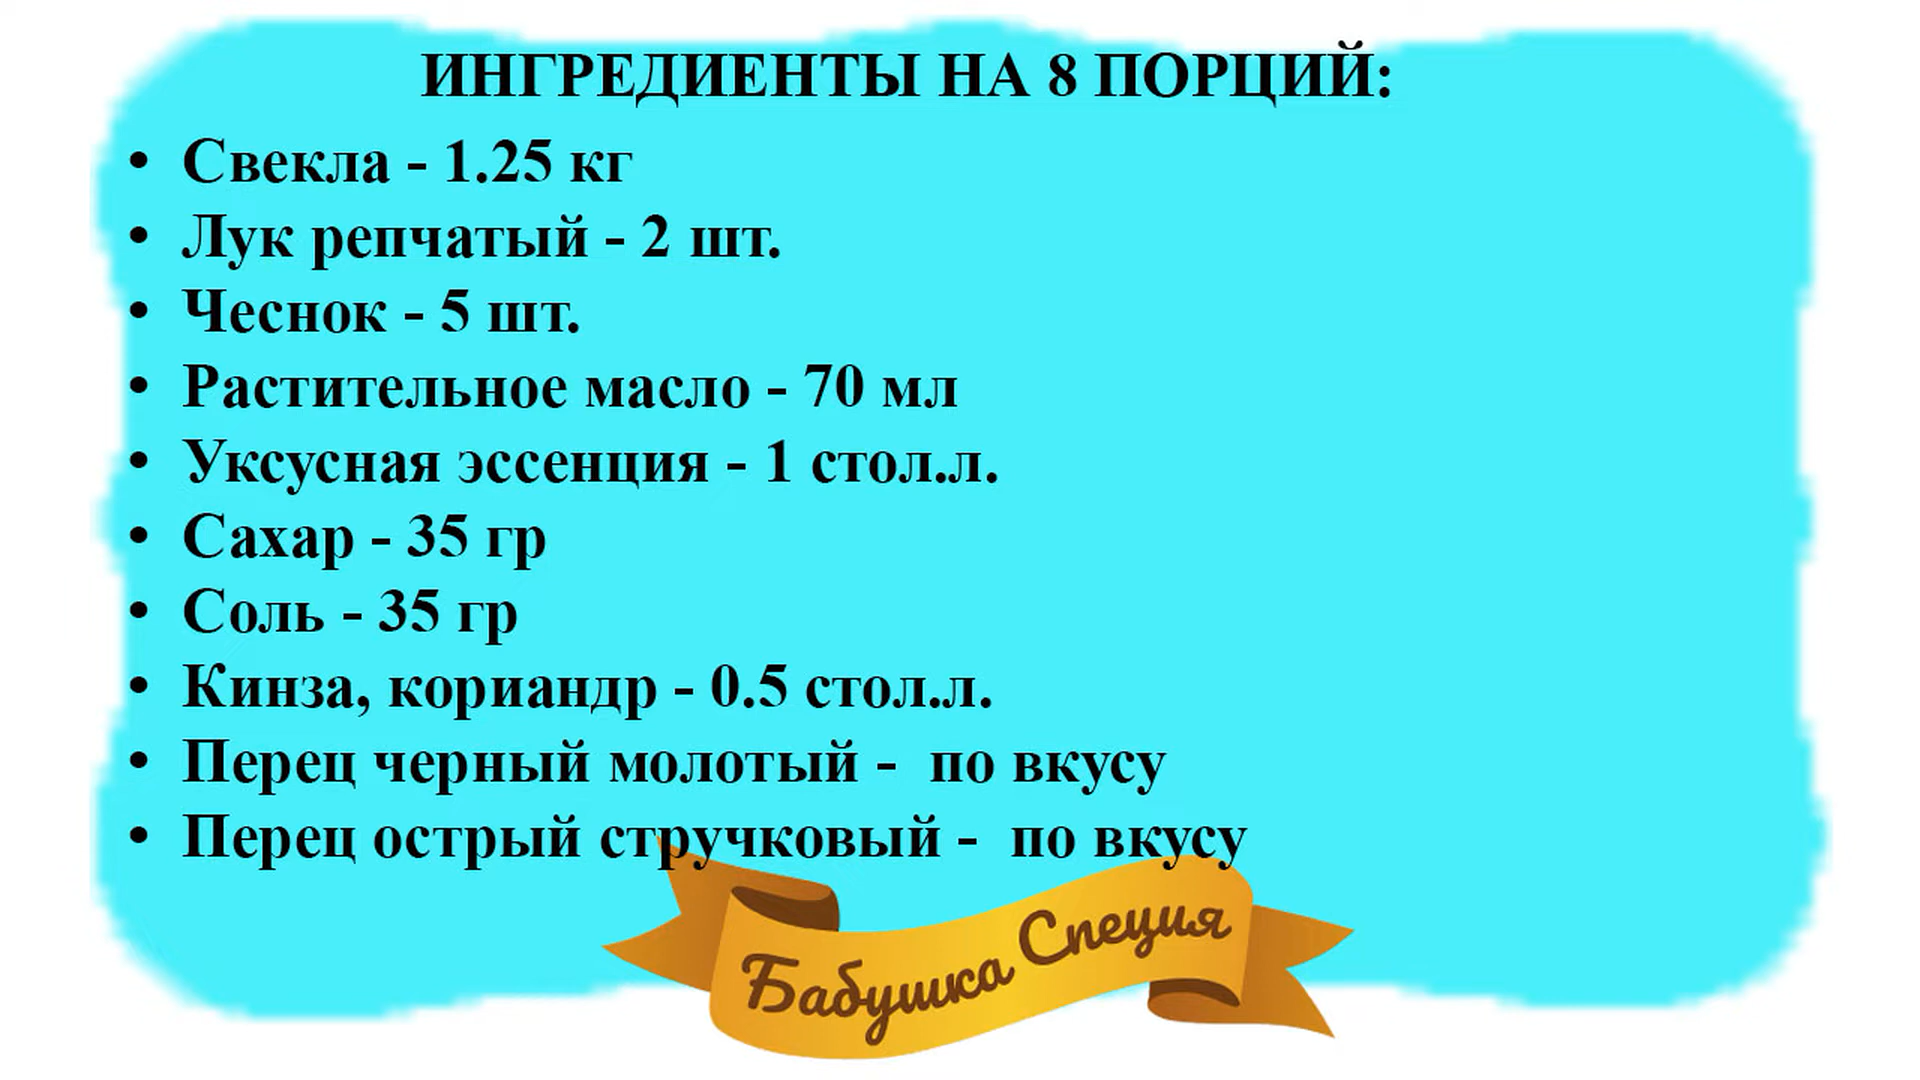 ИНГРЕДИЕНТЫ НА 8 ПОРЦИЙ:
• Свекла - 1.25 кг
• Лук репчатый - 2 шт.
• Чеснок - 5 шт.
• Растительное масло - 70 мл
• Уксусная эссенция - 1 стол.л.
• Сахар - 35 гр
• Соль - 35 гр
• Кинза, кориандр - 0.5 стол.л.
• Перец черный молотый -  по вкусу
• Перец острый стручковый -  по вкусу
Бабушка Специя